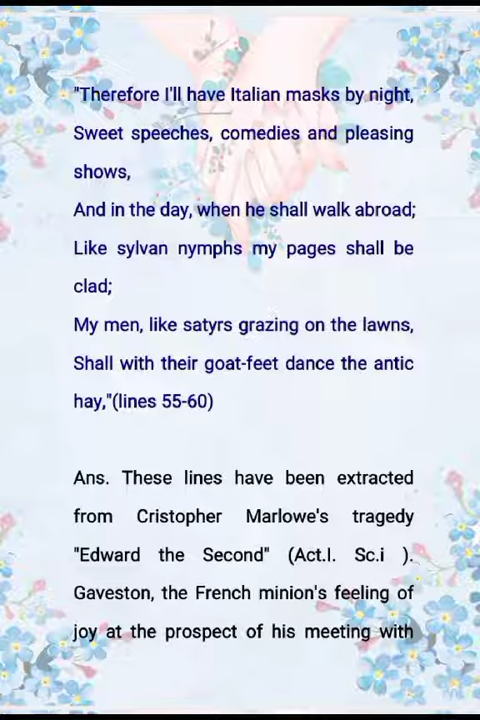 "Therefore I'll have Italian masks by night,
Sweet speeches, comedies and pleasing
shows,
And in the day, when he shall walk abroad;
Like sylvan nymphs my pages shall be
clad;
My men, like satyrs grazing on the lawns,
Shall with their goat-feet dance the antic
hay,"(lines 55-60)
Ans. These lines have been extracted
from Cristopher Marlowe's tragedy
"Edward the Second" (Act.I. Sc.i ).
Gaveston, the French minion's feeling of
joy at the prospect of his meeting with